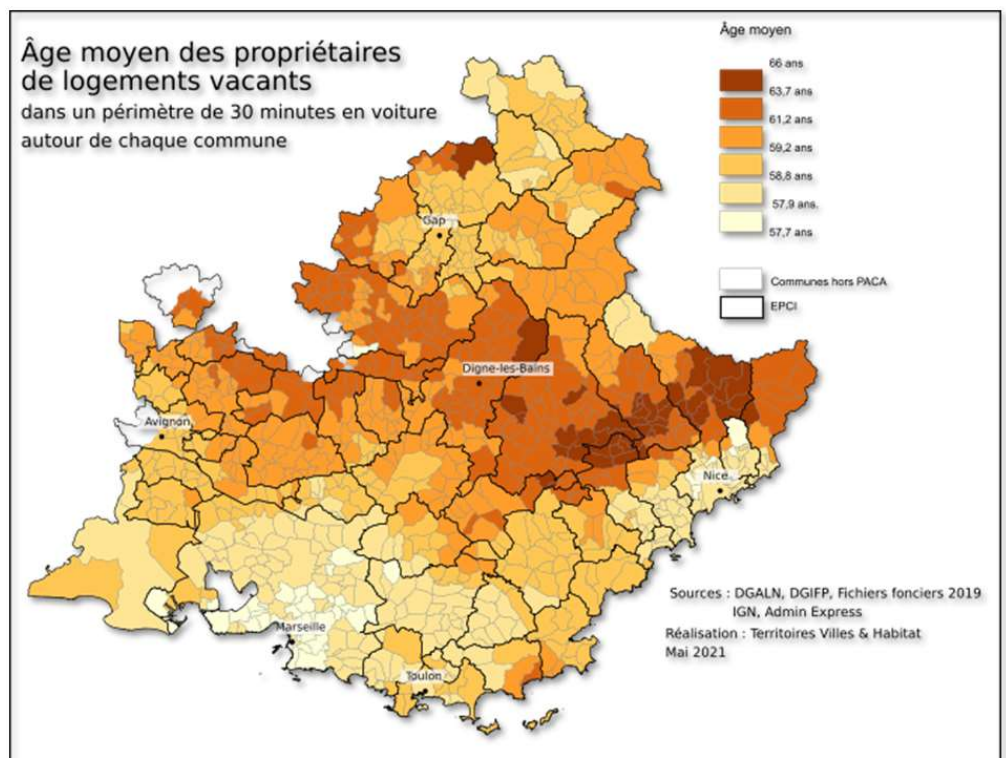 Âge moyen des propriétaires
de logements vacants
dans un périmètre de 30 minutes en voiture
autour de chaque commune
Âge moyen
66 ans
63,7 ans
61,2 ans
59,2 ans
58,8 ans
57,9 ans.
57,7 ans
Communes hors PACA
EPCI
Gap
Digne-les-Bains
Avignon
Nice
Marseille
Toulon
Sources : DGALN, DGIFP, Fichiers fonciers 2019
IGN, Admin Express
Réalisation : Territoires Villes & Habitat
Mai 2021